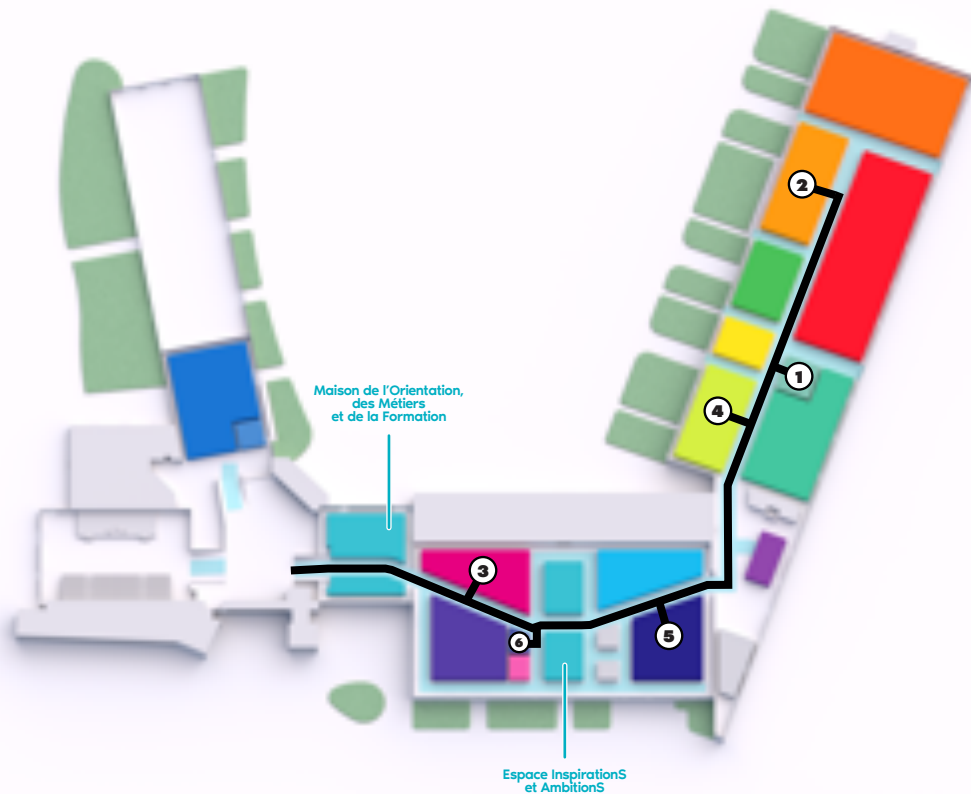 2
1
Maison de l'Orientation,
des Métiers
et de la Formation
4
3
6
5
Espace InspirationS
et AmbitionS